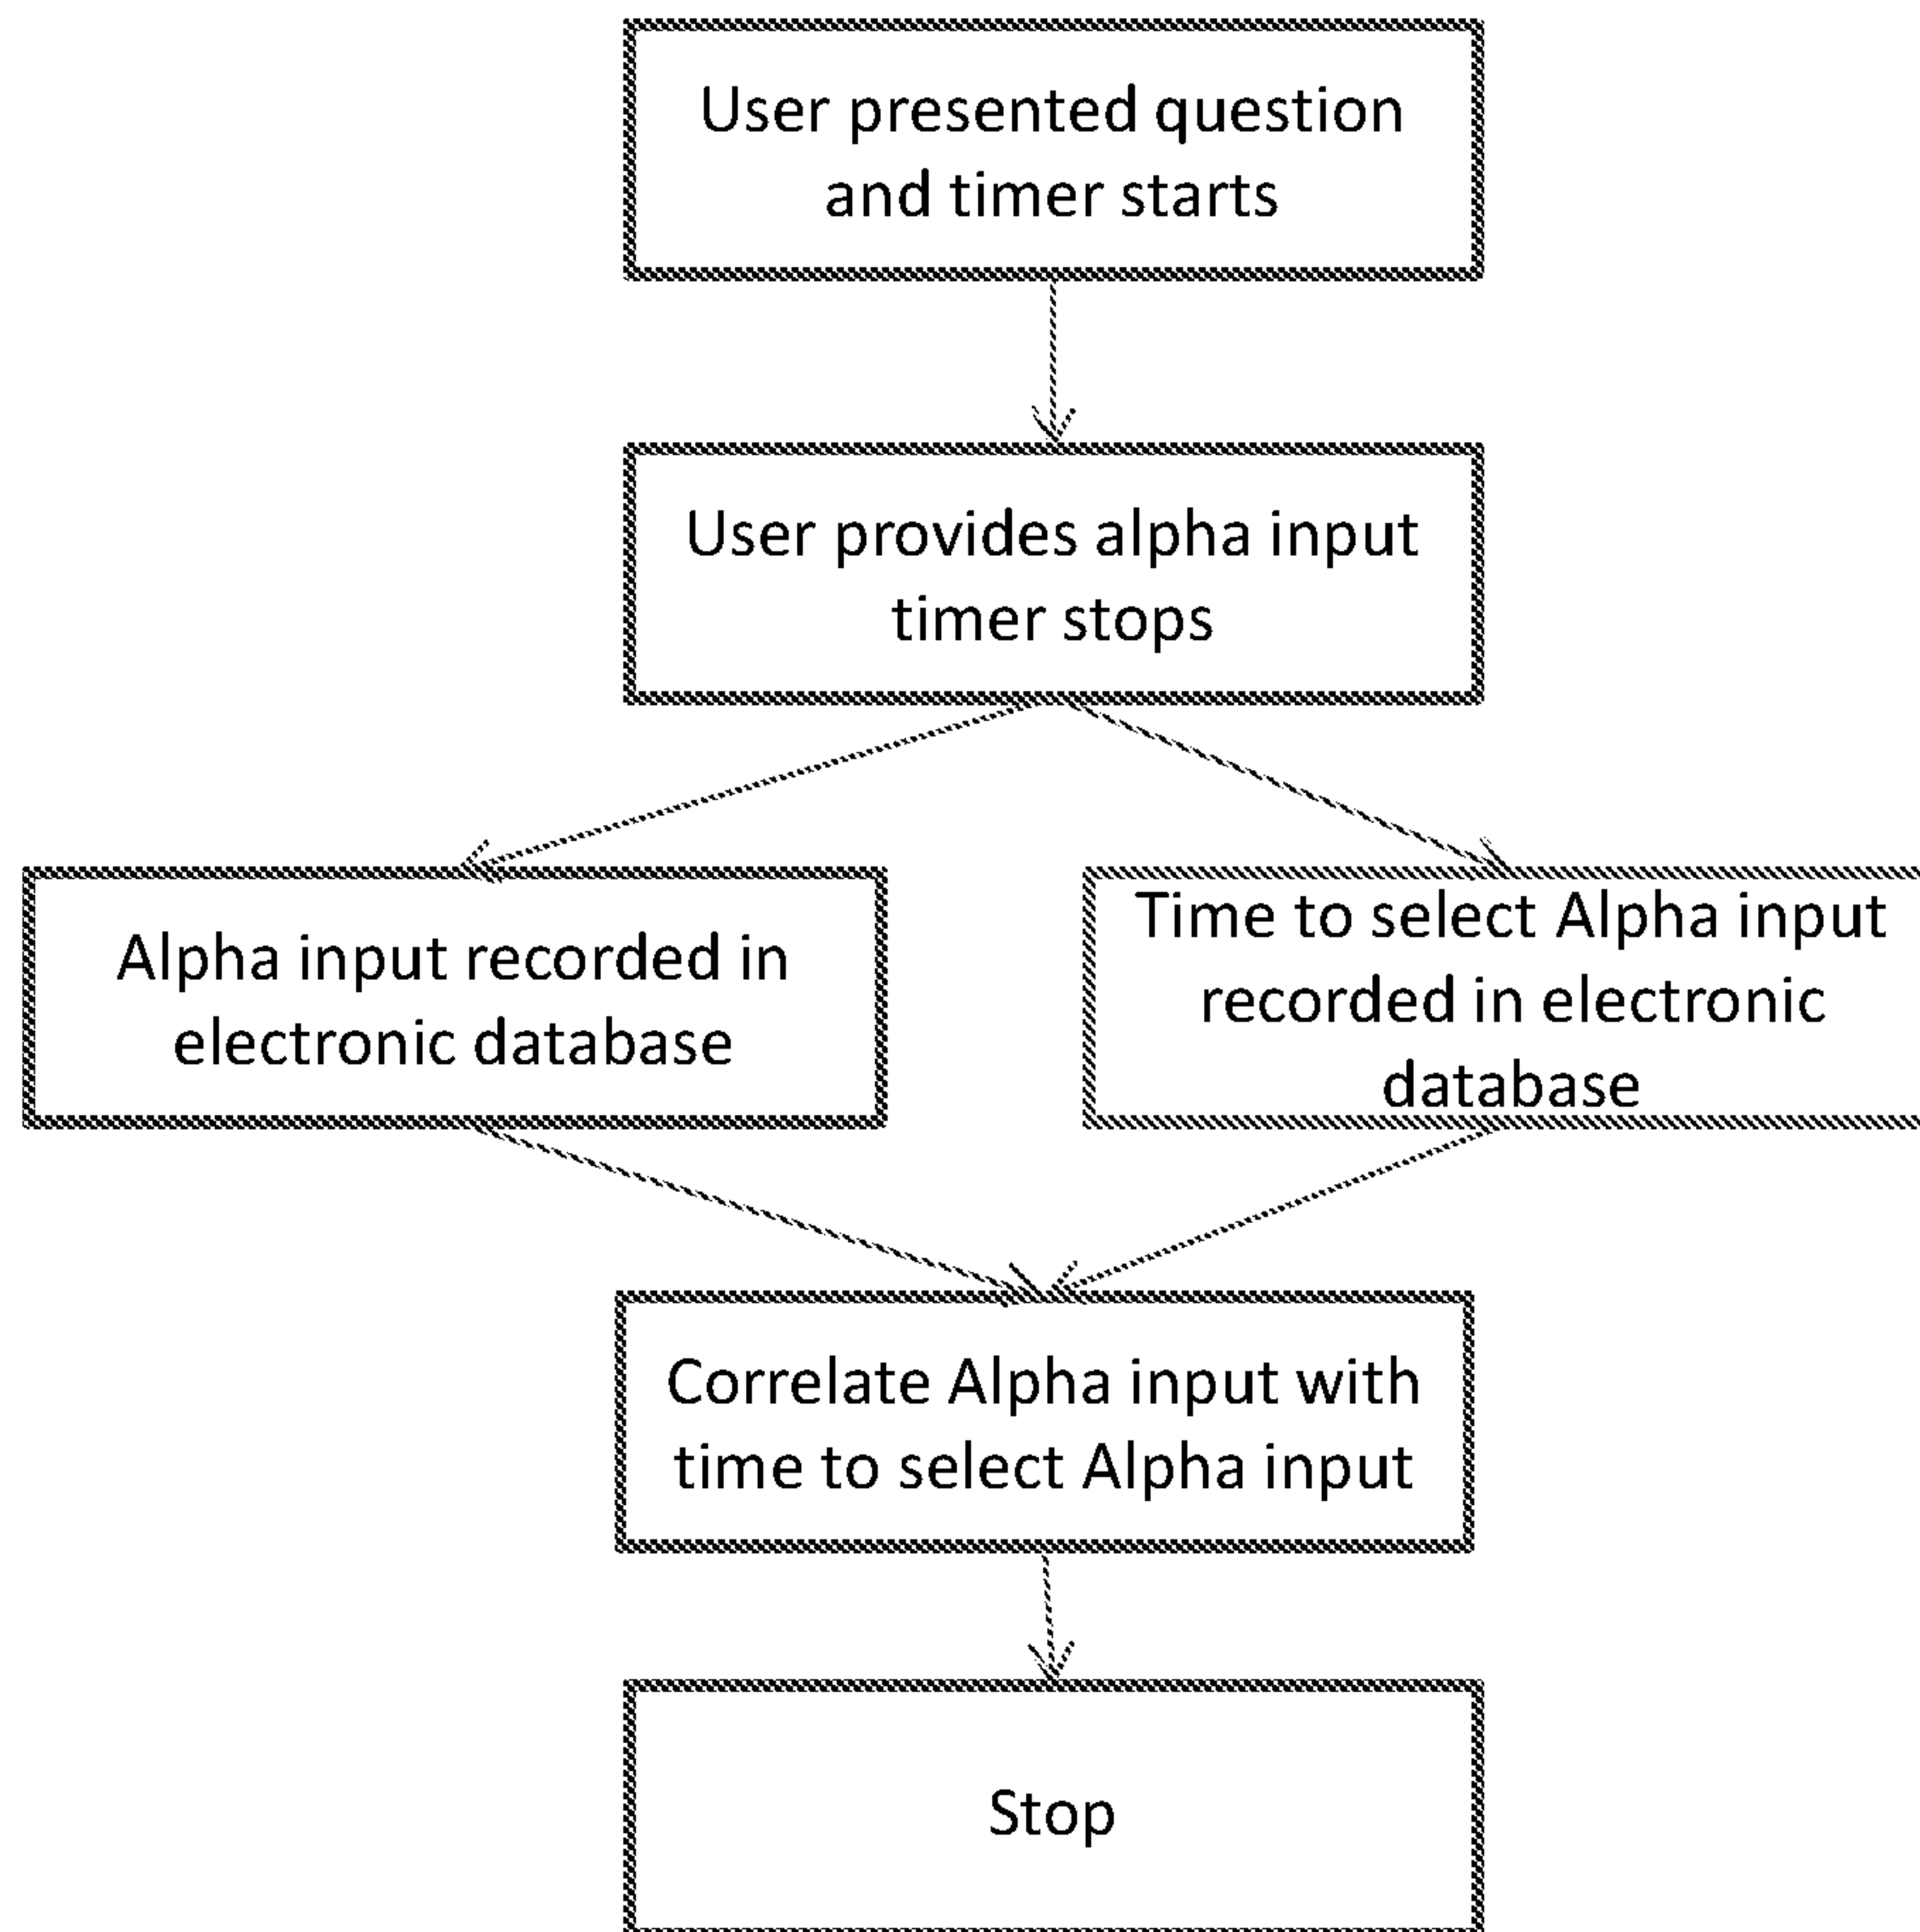 User presented question
and timer starts
User provides alpha input
timer stops
Alpha input recorded in
electronic database
Time to select Alpha input
recorded in electronic
database
Correlate Alpha input with
time to select Alpha input
Stop